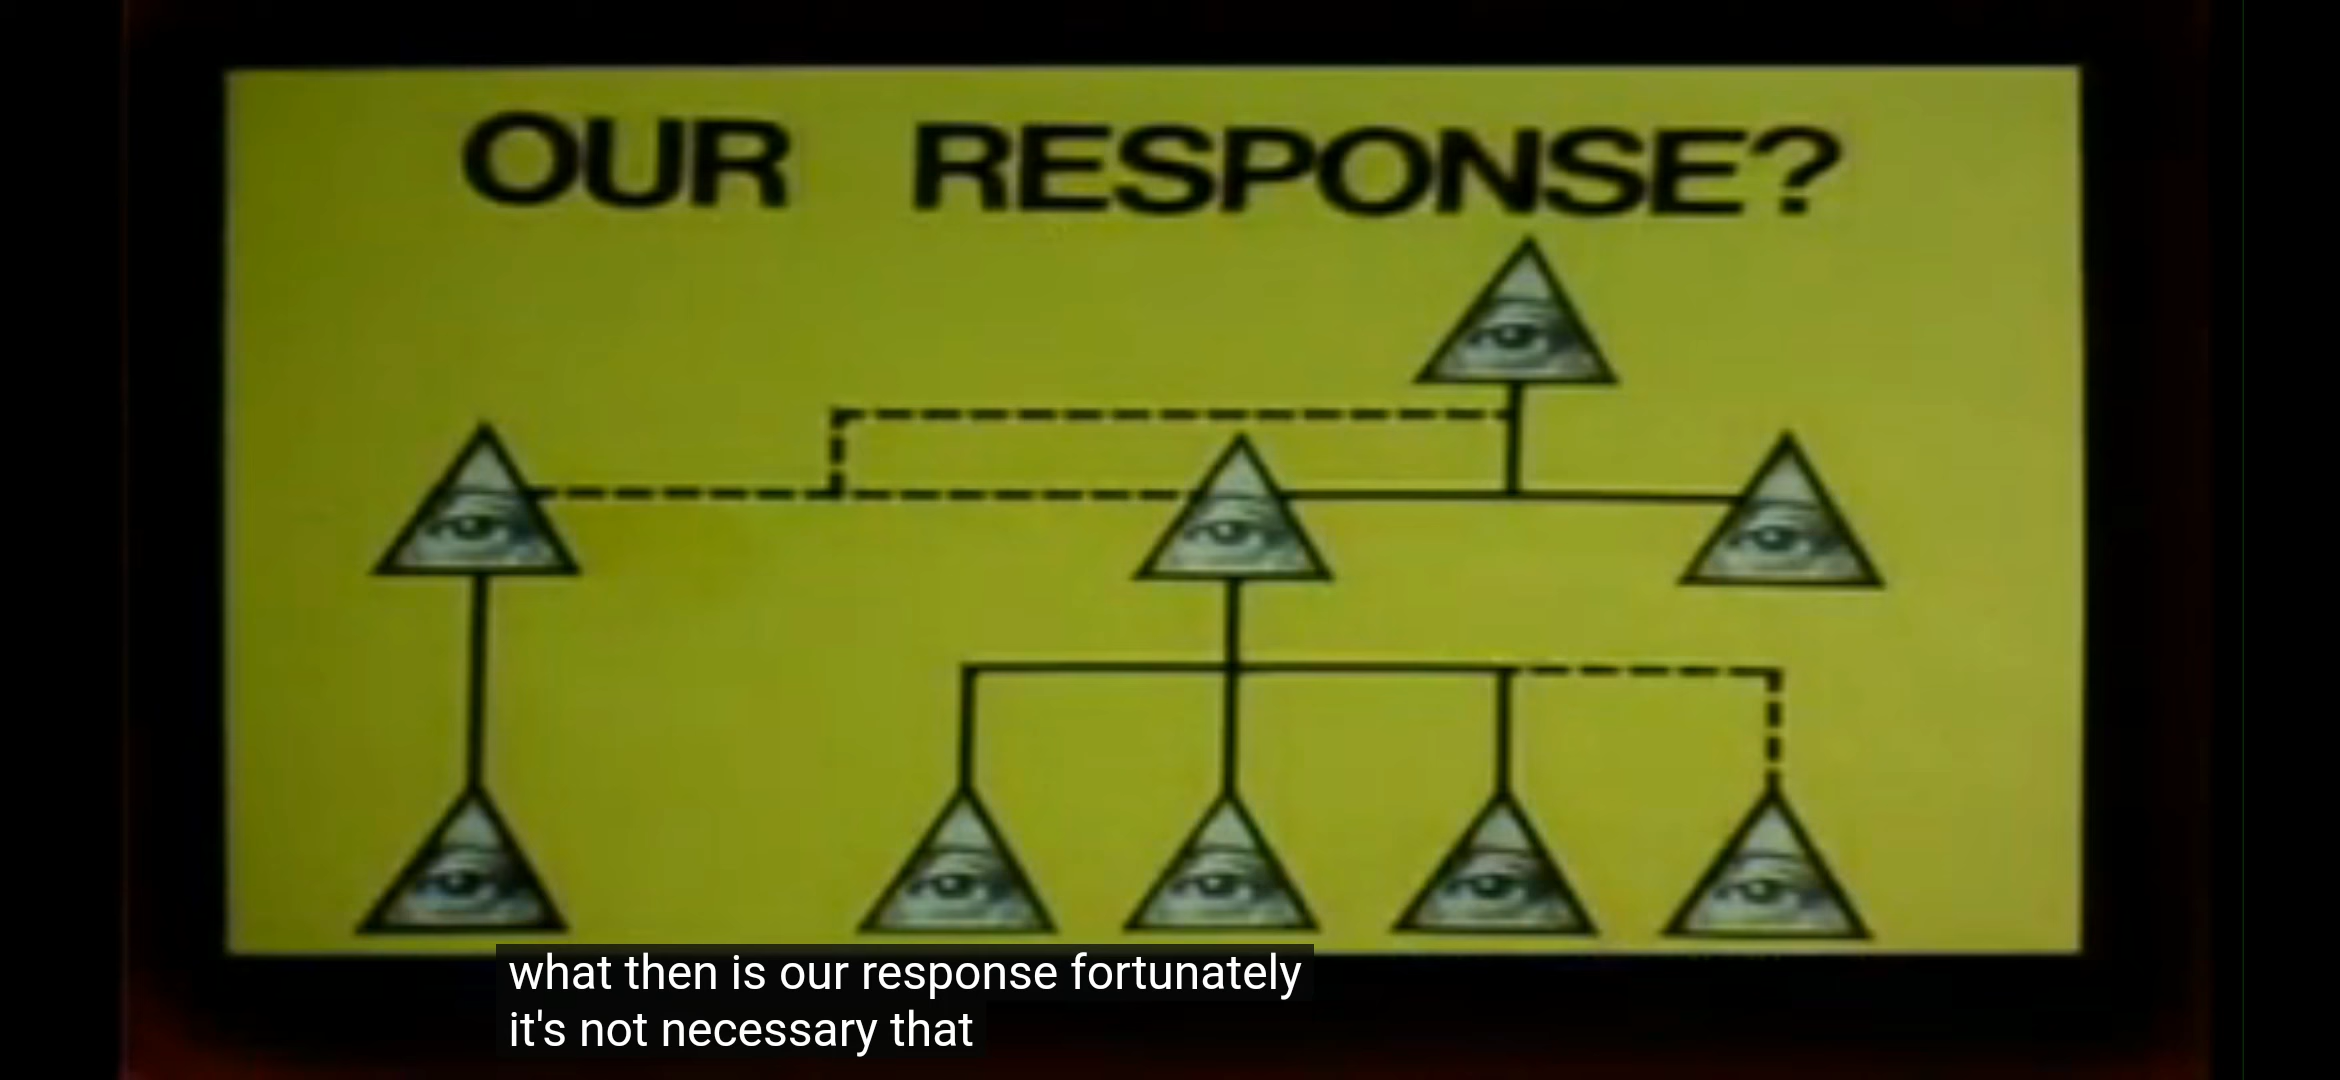 OUR RESPONSE?
what then is our response fortunately
it's not necessary that